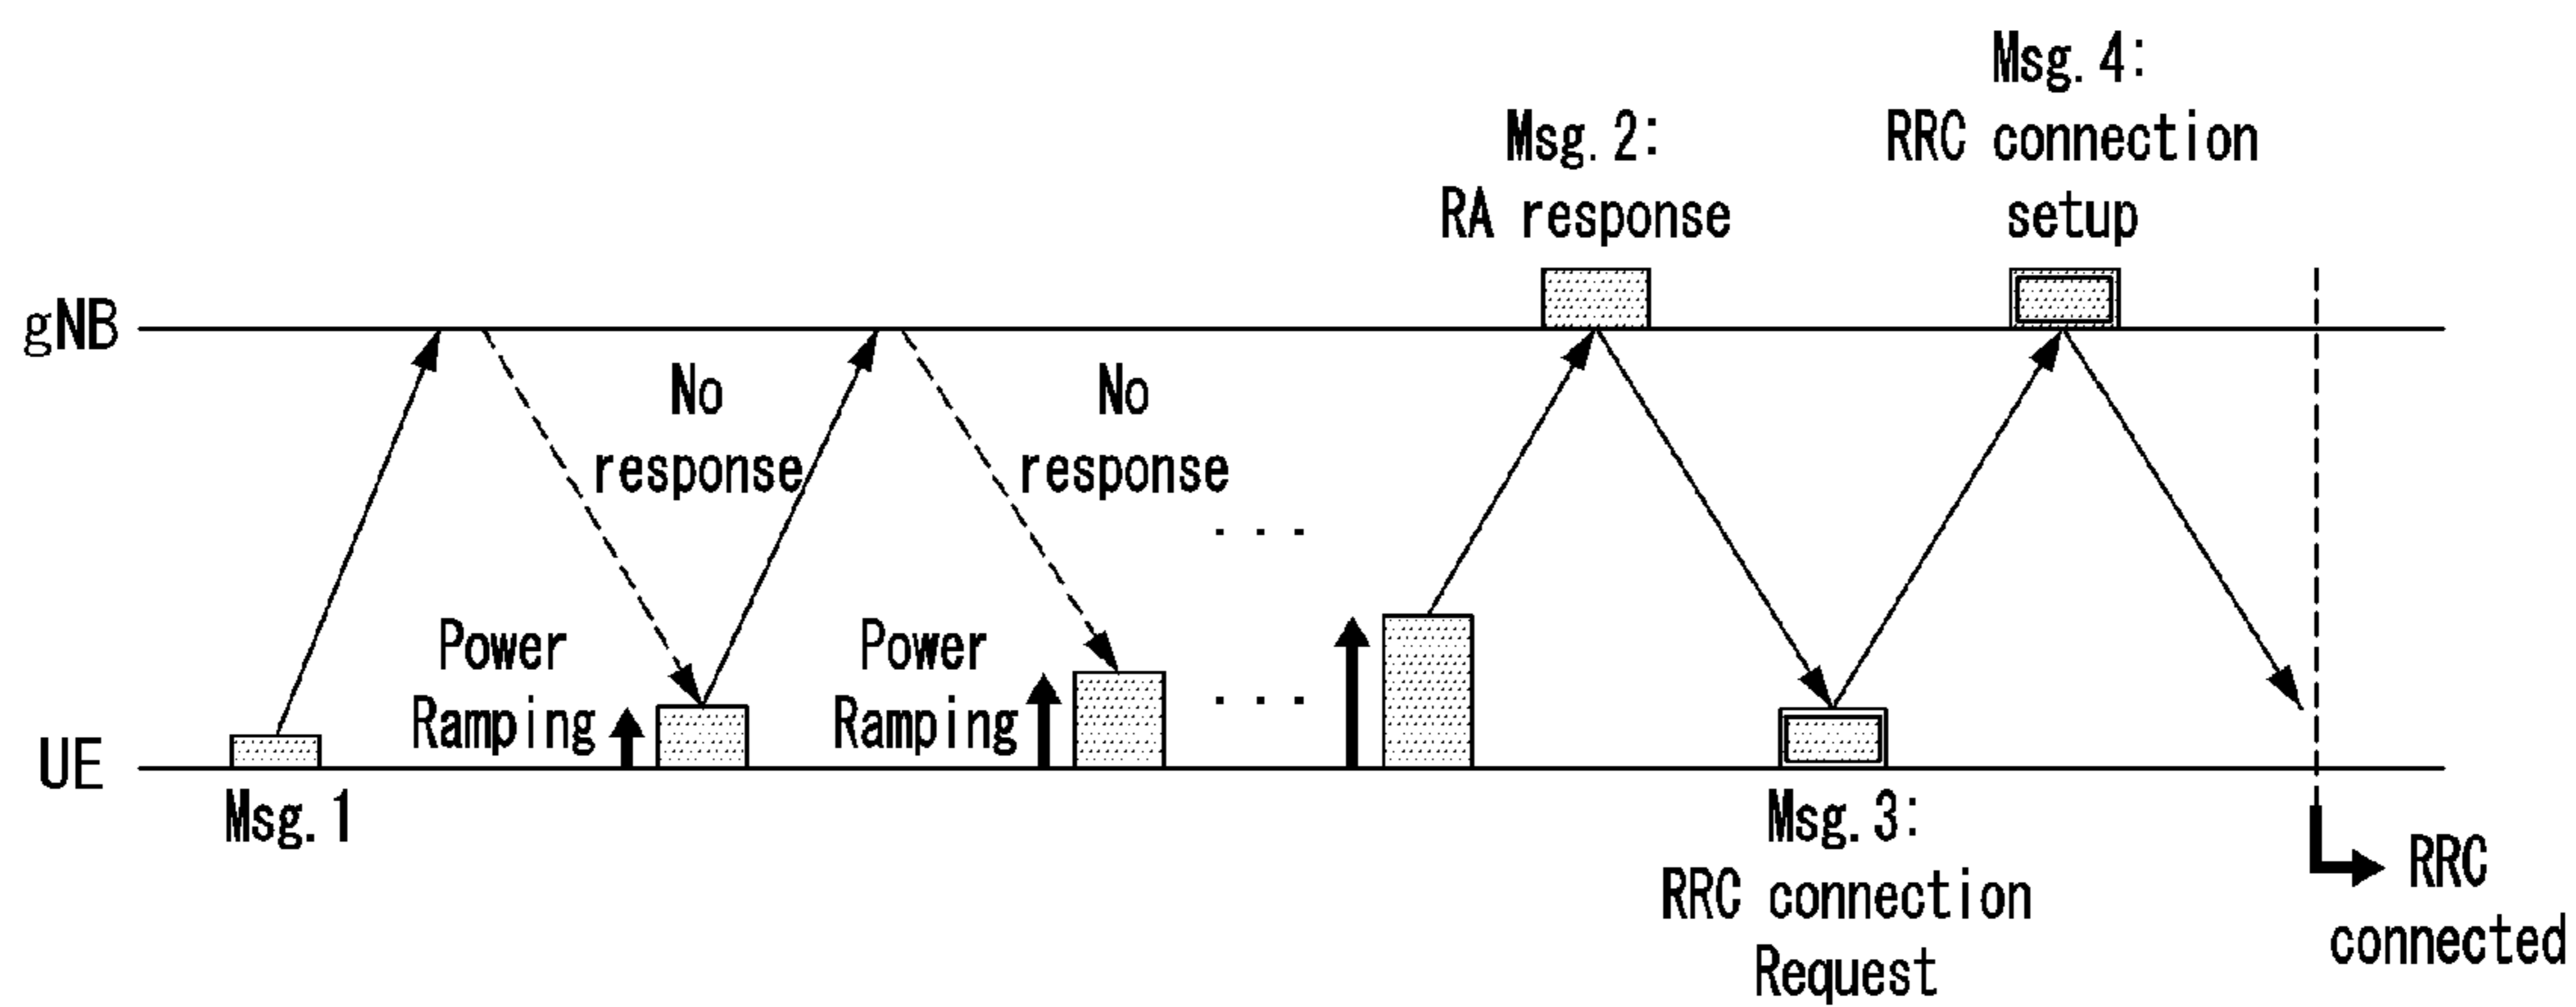 Msg. 4:
RRC connection
setup
Msg. 2:
RA response
gNB
No
response
No
response
. . .
Power
Ramping
Power
Ramping
. . .
UE
Msg. 1
Msg. 3:
RRC connection
Request
RRC
connected